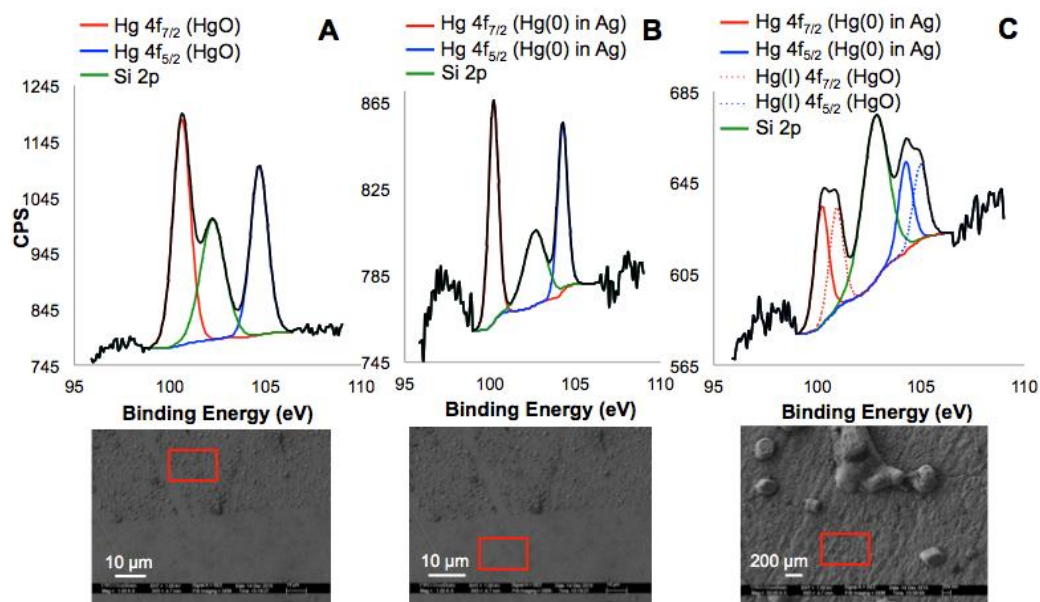 Hg 4f7/2 (HgO)
Hg 4f5/2 (HgO)
Si 2p
A
1245
1145
1045
945
845
745
CPS
95 100 105 110
Binding Energy (eV)
10 µm
Hg 4f7/2 (Hg(0) in Ag)
Hg 4f5/2 (Hg(0) in Ag)
Si 2p
B
865
825
785
745
95 100 105 110
Binding Energy (eV)
10 µm
Hg 4f7/2 (Hg(0) in Ag)
Hg 4f5/2 (Hg(0) in Ag)
Hg(I) 4f7/2 (HgO)
Hg(I) 4f5/2 (HgO)
Si 2p
C
685
645
605
565
95 100 105 110
Binding Energy (eV)
200 µm